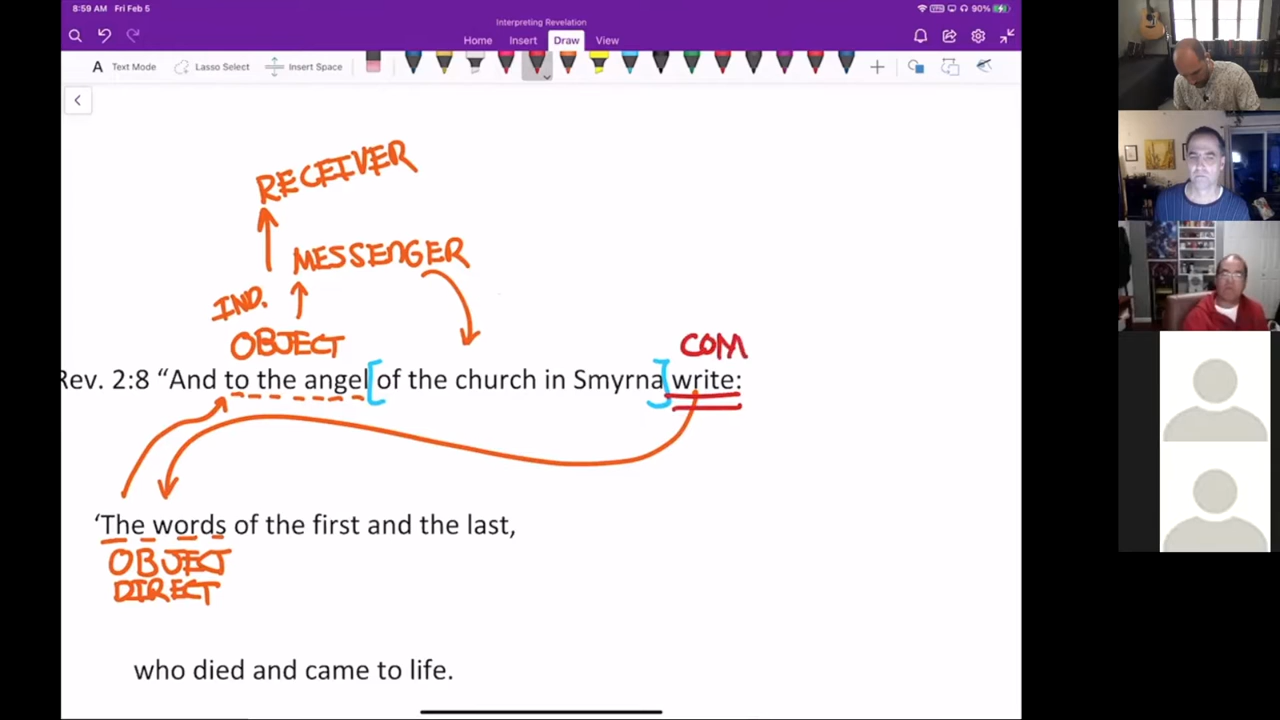 8:59 AM Fri Feb 5
90%
Interpreting Revelation
Home Insert Draw View
A Text Mode Lasso Select Insert Space
RECEIVER
MESSENGER
IND.
OBJECT
COM
Rev. 2:8 “And to the angel [of the church in Smyrna] write:
‘The words of the first and the last,
OBJECT
DIRECT
who died and came to life.